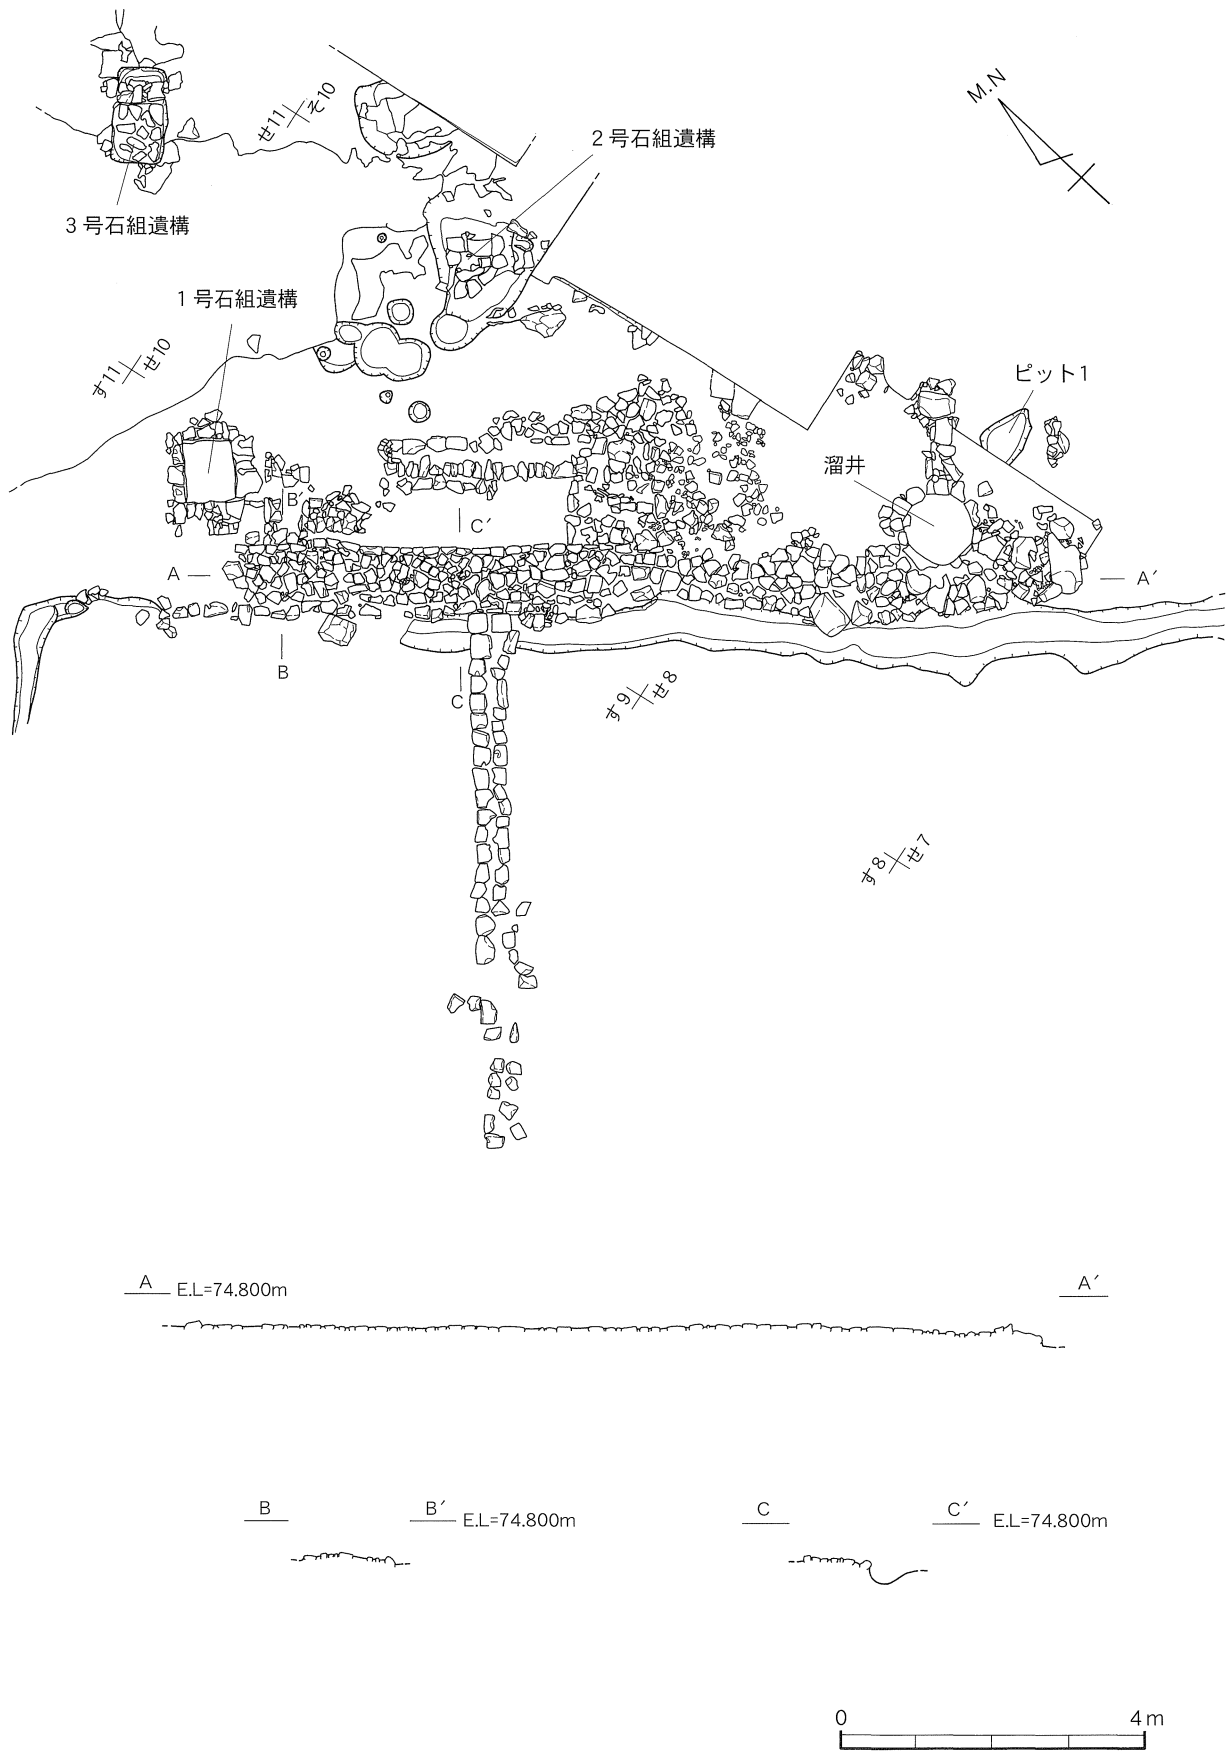 M.N
せ11 そ10
2号石組遺構
3号石組遺構
1号石組遺構
す11 せ10
ピット1
溜井
B′
C′
A
A′
B
C
す9 せ8
す8 せ7
A E.L=74.800m
A′
B
B′ E.L=74.800m
C
C′ E.L=74.800m
0
4m